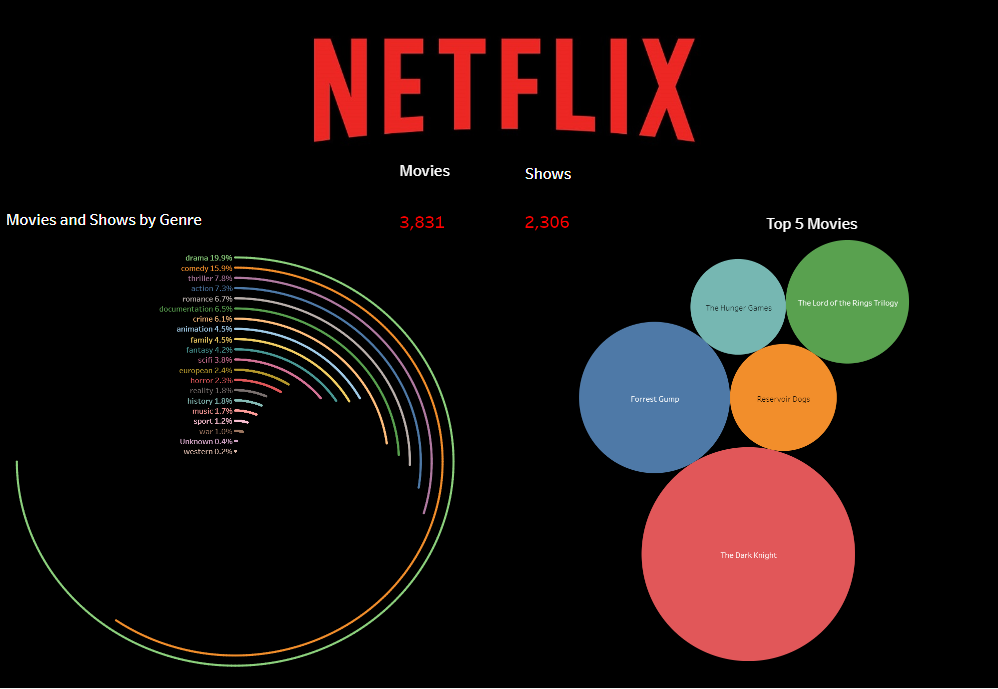 NETFLIX
Movies
Shows
3,831
2,306
Movies and Shows by Genre
drama 19.9%
comedy 15.9%
thriller 7.8%
action 7.3%
romance 6.7%
documentation 6.5%
crime 6.1%
animation 4.5%
family 4.5%
fantasy 4.2%
scifi 3.8%
european 2.4%
horror 2.3%
reality 1.8%
history 1.8%
music 1.7%
sport 1.2%
war 1.0%
Unknown 0.4%
western 0.2%
Top 5 Movies
The Hunger Games
The Lord of the Rings Trilogy
Forrest Gump
Reservoir Dogs
The Dark Knight